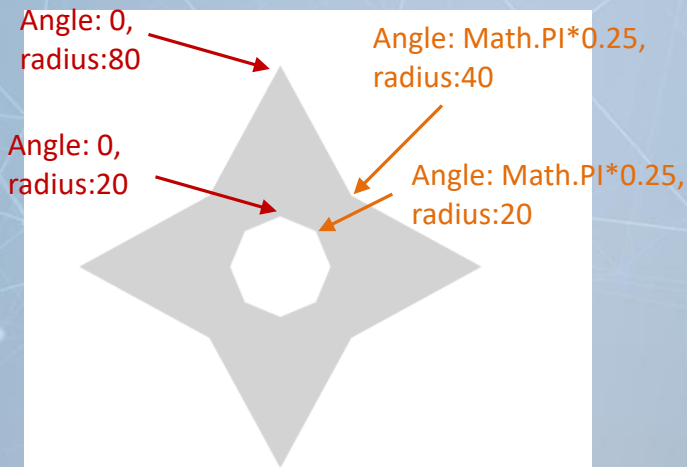 Angle: 0,
radius:80
Angle: Math.PI*0.25,
radius:40
Angle: 0,
radius:20
Angle: Math.PI*0.25,
radius:20